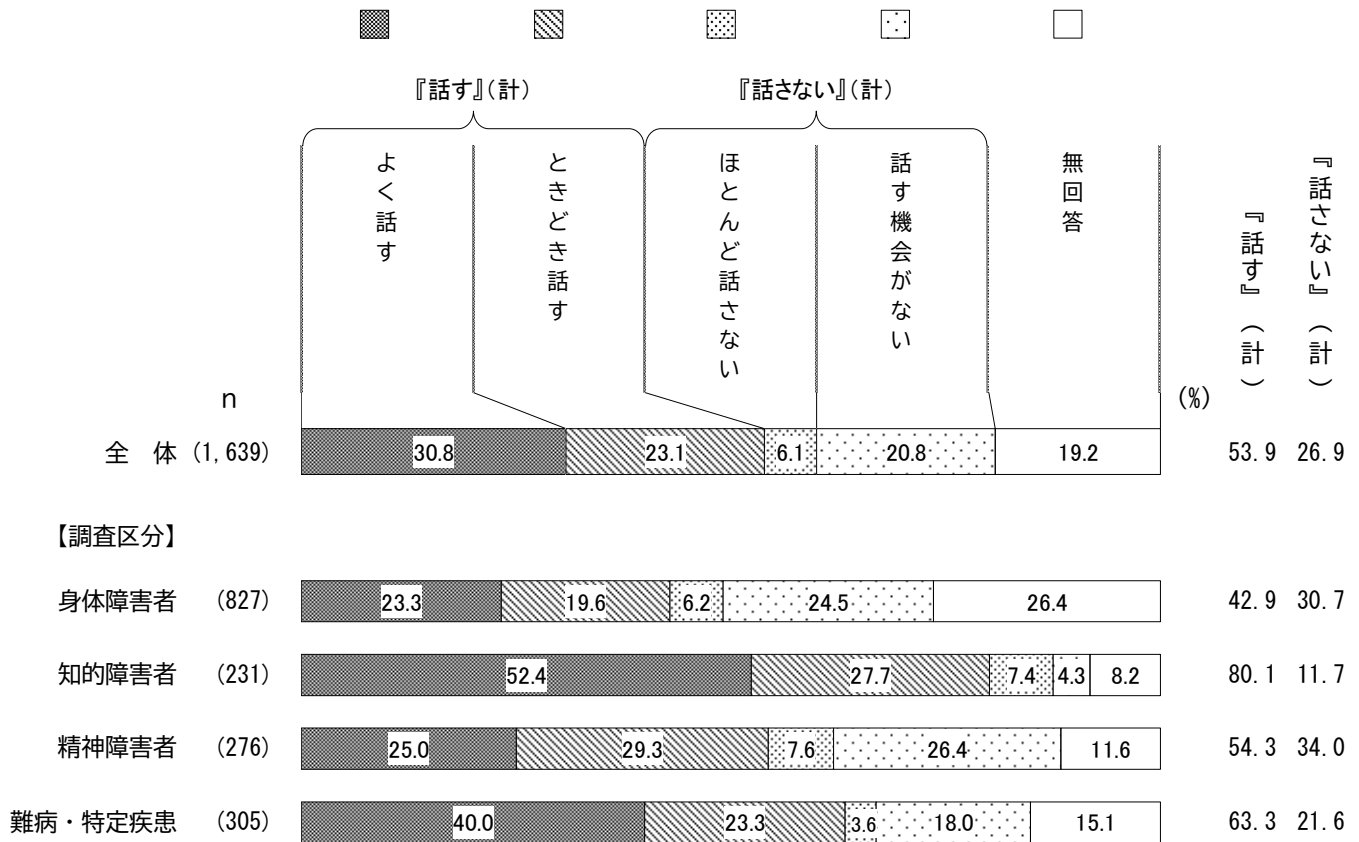 『話す』(計)
『話さない』(計)
よく話す
ときどき話す
ほとんど話さない
話す機会がない
無回答
『話す』(計)
『話さない』(計)
n
(%)
全 体 (1,639) 30.8 23.1 6.1 20.8 19.2 53.9 26.9
【調査区分】
身体障害者 (827) 23.3 19.6 6.2 24.5 26.4 42.9 30.7
知的障害者 (231) 52.4 27.7 7.4 4.3 8.2 80.1 11.7
精神障害者 (276) 25.0 29.3 7.6 26.4 11.6 54.3 34.0
難病・特定疾患 (305) 40.0 23.3 3.6 18.0 15.1 63.3 21.6